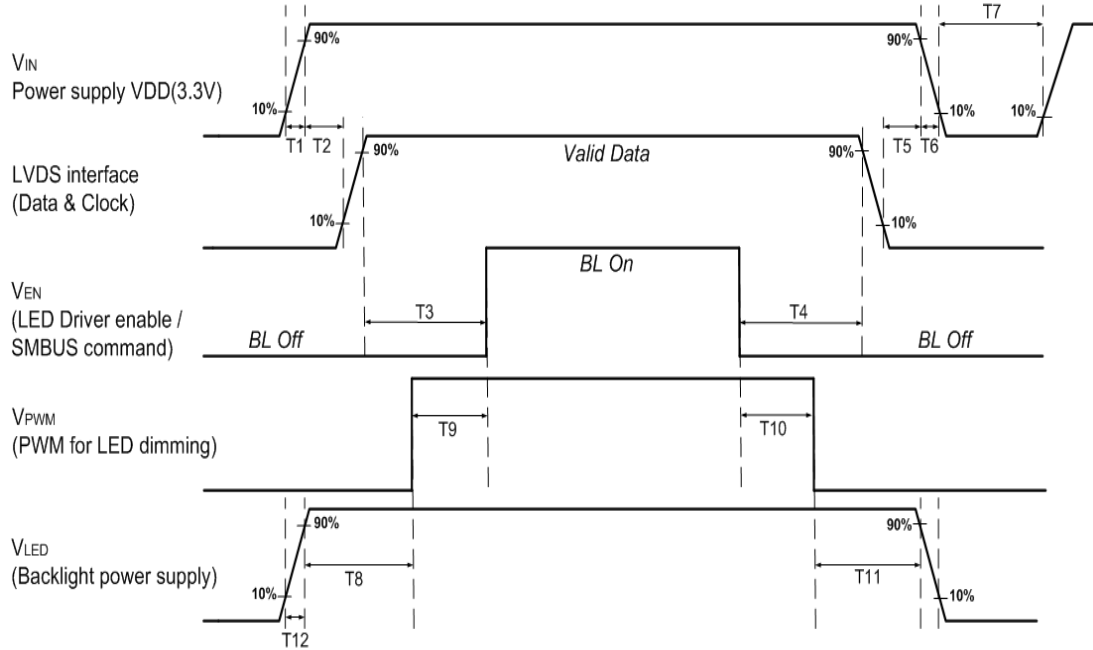 T7
90%
90%
VIN
Power supply VDD(3.3V)
10%
10%
10%
T1
T2
T5
T6
90%
Valid Data
90%
LVDS interface
(Data & Clock)
10%
10%
BL On
VEN
(LED Driver enable /
SMBUS command)
T3
T4
BL Off
BL Off
VPWM
(PWM for LED dimming)
T9
T10
90%
90%
VLED
(Backlight power supply)
T8
T11
10%
10%
T12